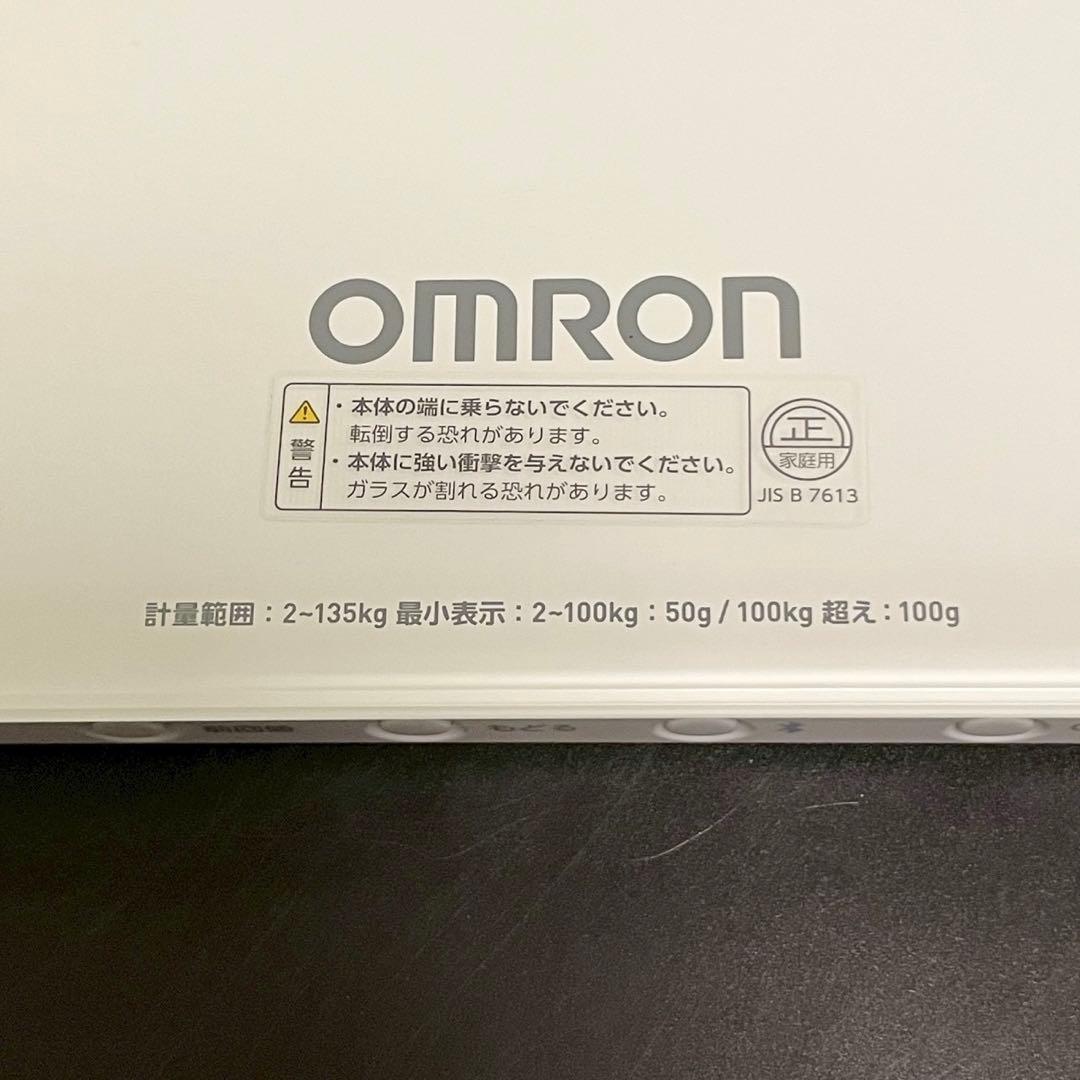 OMRON
警告
・本体の端に乗らないでください。
転倒する恐れがあります。
・本体に強い衝撃を与えないでください。
ガラスが割れる恐れがあります。
正
家庭用
JIS B 7613
計量範囲：2~135kg 最小表示：2~100kg：50g / 100kg 超え：100g
もどる